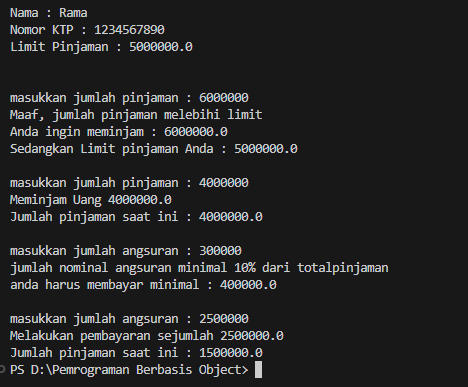 Nama : Rama
Nomor KTP : 1234567890
Limit Pinjaman : 5000000.0
masukkan jumlah pinjaman : 6000000
Maaf, jumlah pinjaman melebihi limit
Anda ingin meminjam : 6000000.0
Sedangkan Limit pinjaman Anda : 5000000.0
masukkan jumlah pinjaman : 4000000
Meminjam Uang 4000000.0
Jumlah pinjaman saat ini : 4000000.0
masukkan jumlah angsuran : 300000
jumlah nominal angsuran minimal 10% dari totalpinjaman
anda harus membayar minimal : 400000.0
masukkan jumlah angsuran : 2500000
Melakukan pembayaran sejumlah 2500000.0
Jumlah pinjaman saat ini : 1500000.0
PS D:\Pemrograman Berbasis Object>